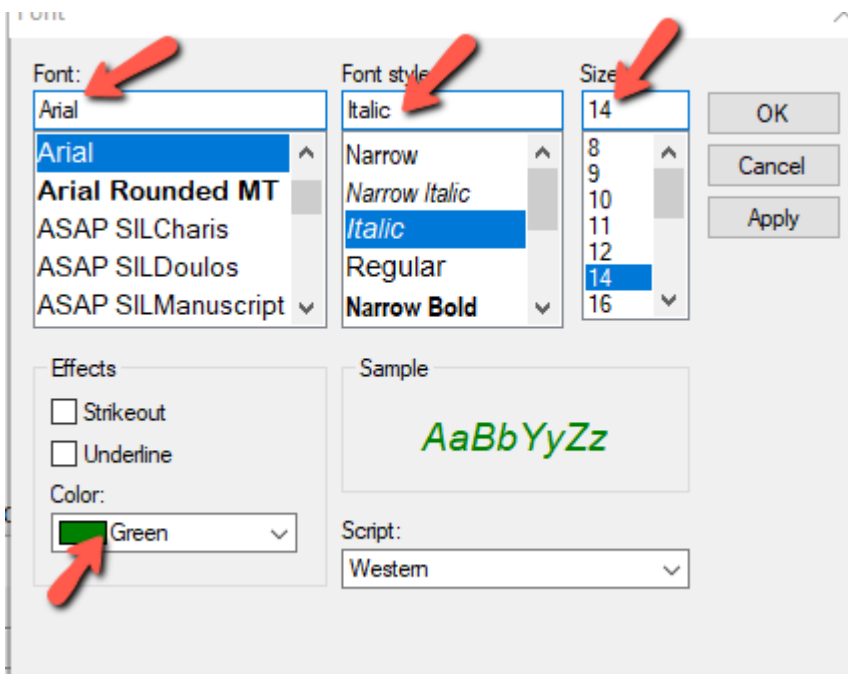 Font
Font:
Font style
Size
Arial
Italic
14
OK
Cancel
Apply
Arial
Arial Rounded MT
ASAP SILCharis
ASAP SILDoulos
ASAP SILManuscript
Narrow
Narrow Italic
Italic
Regular
Narrow Bold
8
9
10
11
12
14
16
Effects
Strikeout
Underline
Color:
Green
Sample
AaBbYyZz
Script:
Western